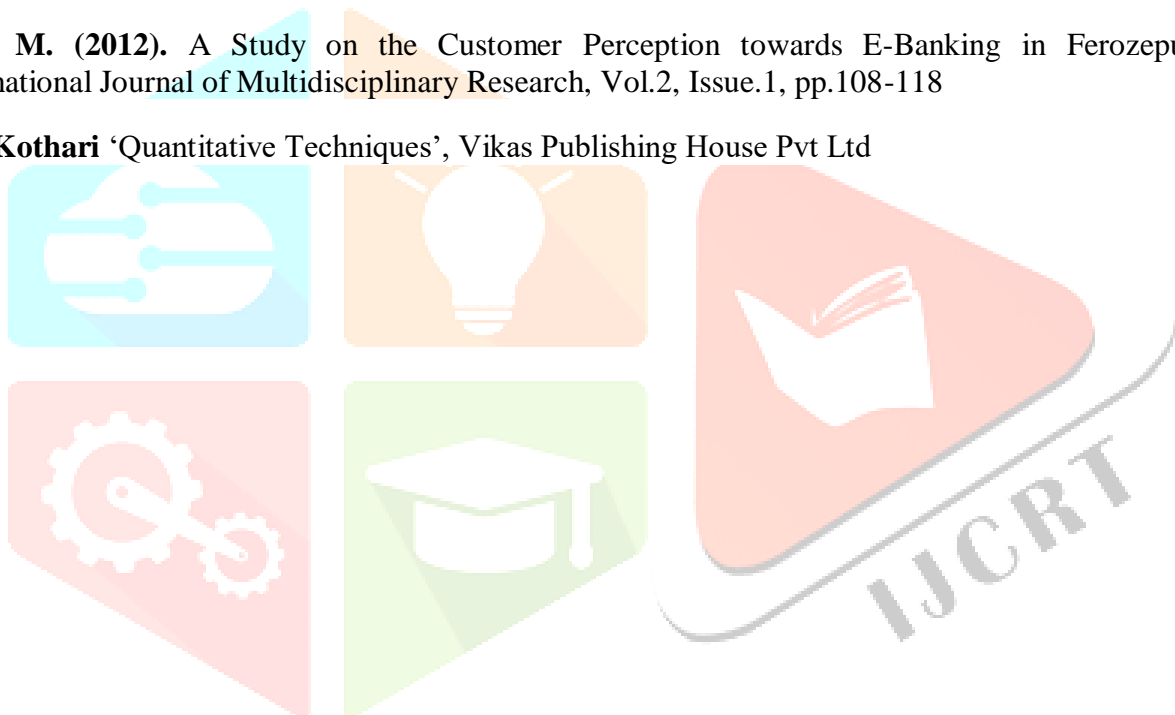 M. (2012). A Study on the Customer Perception towards E-Banking in Ferozepu
national Journal of Multidisciplinary Research, Vol.2, Issue.1, pp.108-118
Kothari ‘Quantitative Techniques’, Vikas Publishing House Pvt Ltd
IJCRT